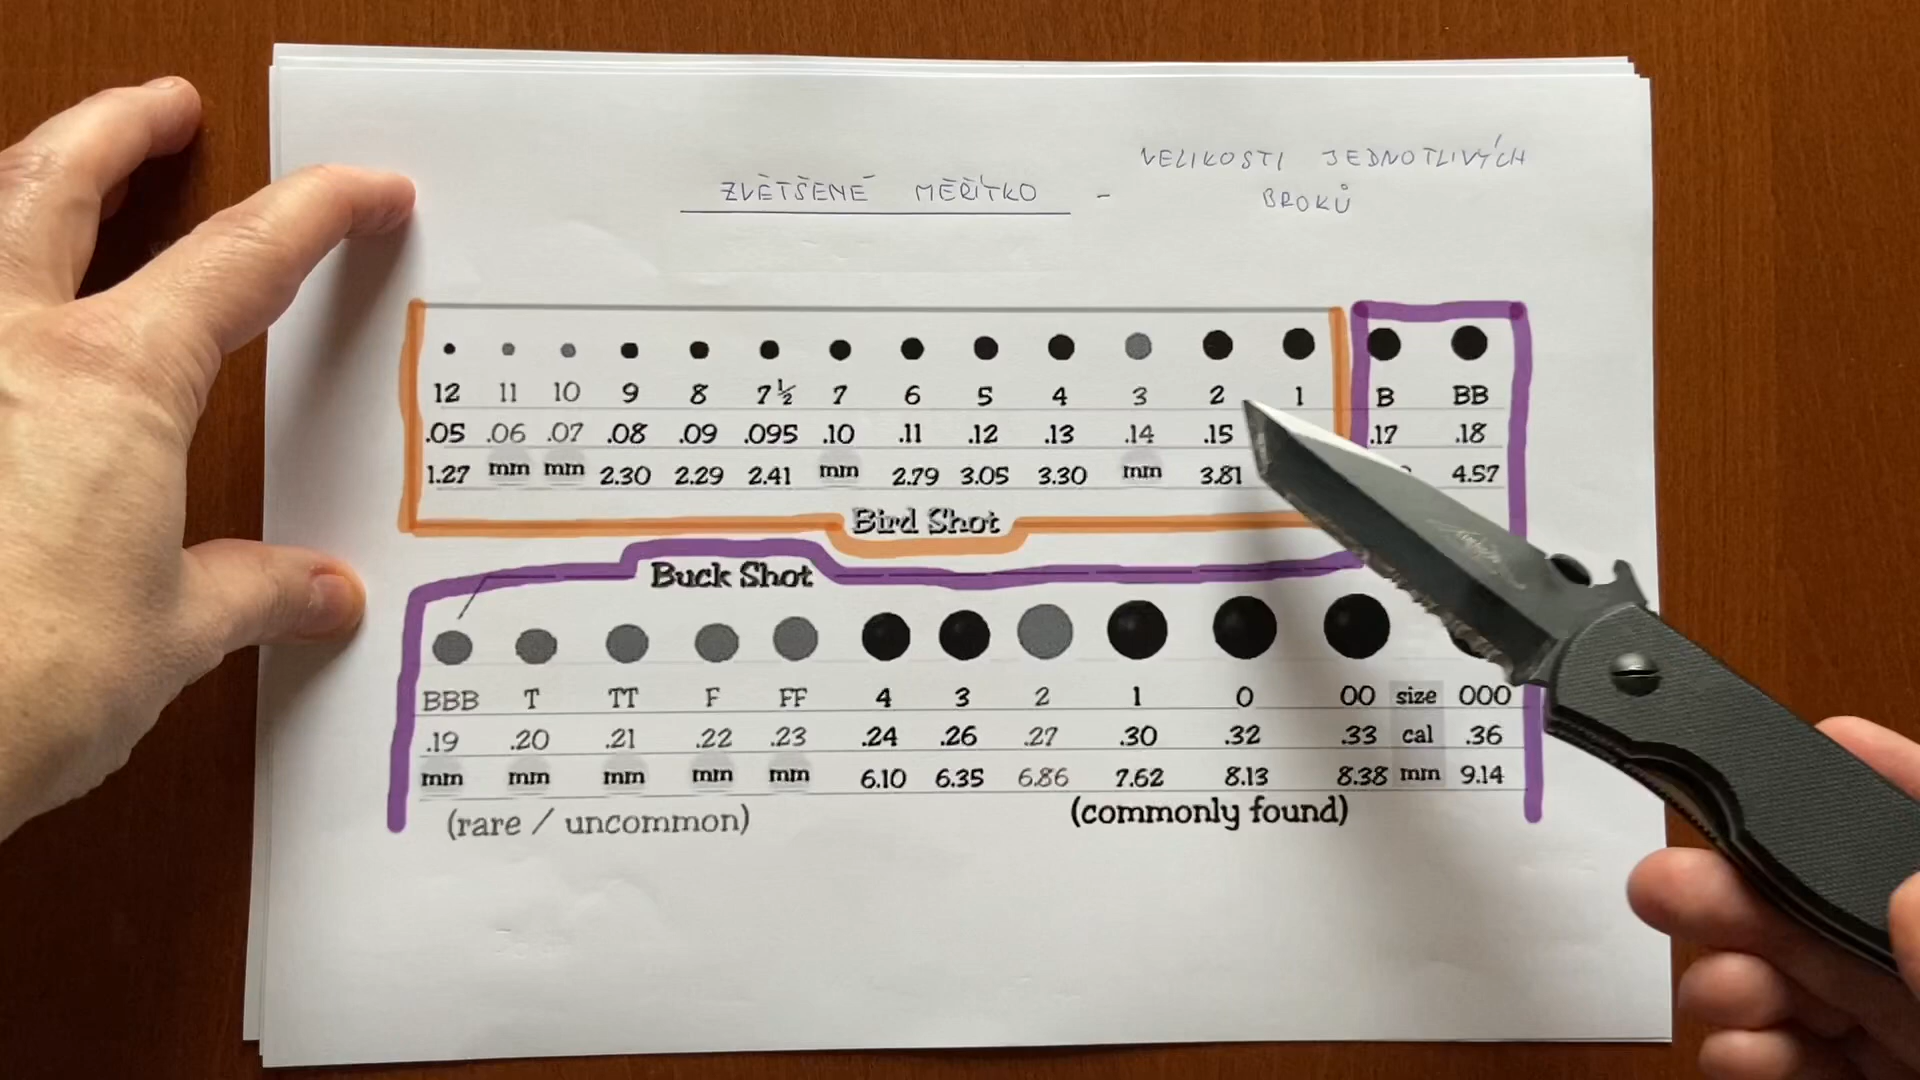 VELIKOSTI JEDNOTLIVÝCH
ZVĚTŠENÉ MĚŘÍTKO - BROKŮ
12 11 10 9 8 7½ 7 6 5 4 3 2 1 B BB
.05 .06 .07 .08 .09 .095 .10 .11 .12 .13 .14 .15 .17 .18
1.27 mm mm 2.30 2.29 2.41 mm 2.79 3.05 3.30 mm 3.81 4.57
Bird Shot
Buck Shot
BBB T TT F FF 4 3 2 1 0 00 size 000
.19 .20 .21 .22 .23 .24 .26 .27 .30 .32 .33 cal .36
mm mm mm mm mm 6.10 6.35 6.86 7.62 8.13 8.38 mm 9.14
(rare / uncommon) (commonly found)